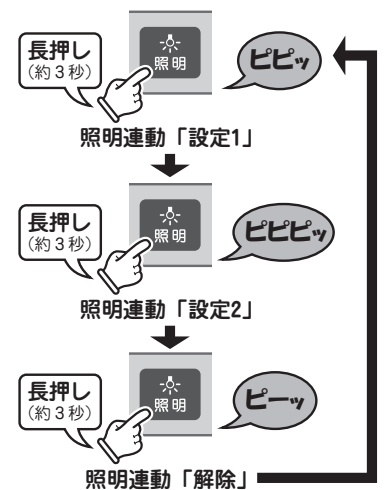 長押し
(約3秒)
照明
ピピッ
照明連動「設定1」
長押し
(約3秒)
照明
ピピピッ
照明連動「設定2」
長押し
(約3秒)
照明
ピーッ
照明連動「解除」